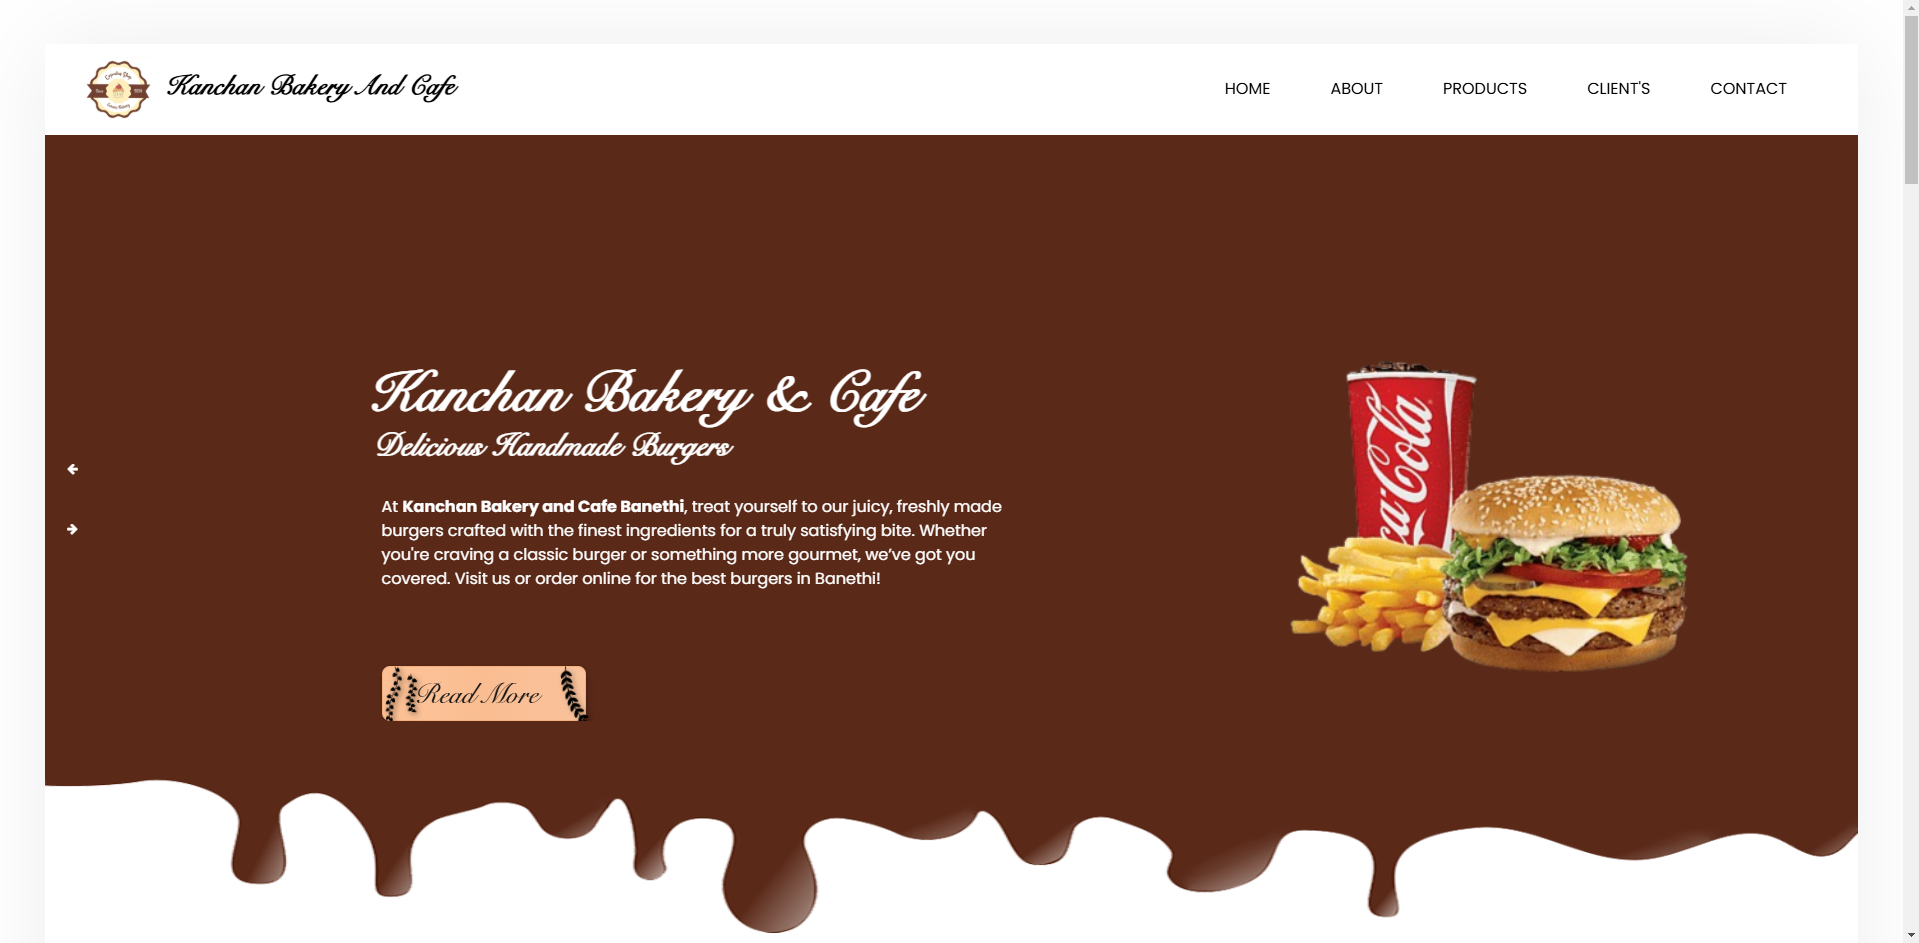 Kanchan Bakery And Cafe
HOME
ABOUT
PRODUCTS
CLIENT'S
CONTACT
Kanchan Bakery & Cafe
Delicious Handmade Burgers
At Kanchan Bakery and Cafe Banethi, treat yourself to our juicy, freshly made
burgers crafted with the finest ingredients for a truly satisfying bite. Whether
you're craving a classic burger or something more gourmet, we’ve got you
covered. Visit us or order online for the best burgers in Banethi!
Coca-Cola
Read More